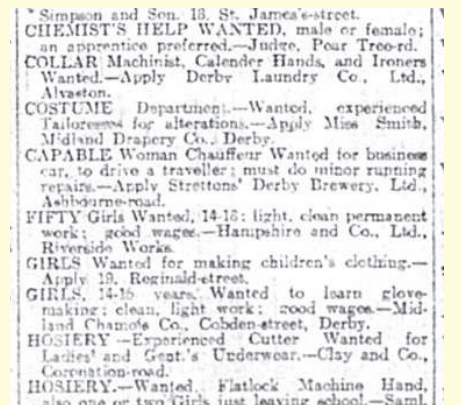 Simpson and Son, 18, St. James's-street.
CHEMIST'S HELP WANTED, male or female;
an apprentice preferred.—Judge, Pear Tree-rd.
COLLAR Machinist, Calender Hands, and Ironers
Wanted.—Apply Derby Laundry Co., Ltd.,
Alvaston.
COSTUME Department.—Wanted, experienced
Tailoresses for alterations.—Apply Miss Smith,
Midland Drapery Co., Derby.
CAPABLE Woman Chauffeur Wanted for business
car, to drive a traveller; must do minor running
repairs.—Apply Strettons' Derby Brewery, Ltd.,
Ashbourne-road.
FIFTY Girls Wanted, 14-16; light, clean permanent
work; good wages.—Hampshire and Co., Ltd.,
Riverside Works.
GIRLS Wanted for making children's clothing.—
Apply 19, Reginald-street.
GIRLS, 14-16 years, Wanted to learn glove-
making; clean, light work; good wages.—Mid-
land Chamois Co., Cobden-street, Derby.
HOSIERY—Experienced Cutter Wanted for
Ladies' and Gent.'s Underwear.—Clay and Co.,
Coronation-road.
HOSIERY.—Wanted, Flatlock Machine Hand,
also one or two Girls just leaving school.—Saml.